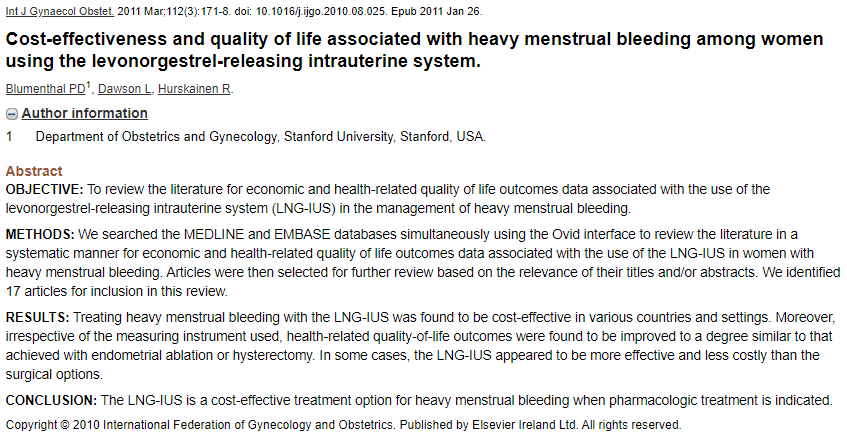 Int J Gynaecol Obstet. 2011 Mar;112(3):171-8. doi: 10.1016/j.ijgo.2010.08.025. Epub 2011 Jan 26.
Cost-effectiveness and quality of life associated with heavy menstrual bleeding among women
using the levonorgestrel-releasing intrauterine system.
Blumenthal PD1, Dawson L, Hurskainen R.
Author information
1 Department of Obstetrics and Gynecology, Stanford University, Stanford, USA.
Abstract
OBJECTIVE: To review the literature for economic and health-related quality of life outcomes data associated with the use of the
levonorgestrel-releasing intrauterine system (LNG-IUS) in the management of heavy menstrual bleeding.
METHODS: We searched the MEDLINE and EMBASE databases simultaneously using the Ovid interface to review the literature in a
systematic manner for economic and health-related quality of life outcomes data associated with the use of the LNG-IUS in women with
heavy menstrual bleeding. Articles were then selected for further review based on the relevance of their titles and/or abstracts. We identified
17 articles for inclusion in this review.
RESULTS: Treating heavy menstrual bleeding with the LNG-IUS was found to be cost-effective in various countries and settings. Moreover,
irrespective of the measuring instrument used, health-related quality-of-life outcomes were found to be improved to a degree similar to that
achieved with endometrial ablation or hysterectomy. In some cases, the LNG-IUS appeared to be more effective and less costly than the
surgical options.
CONCLUSION: The LNG-IUS is a cost-effective treatment option for heavy menstrual bleeding when pharmacologic treatment is indicated.
Copyright © 2010 International Federation of Gynecology and Obstetrics. Published by Elsevier Ireland Ltd. All rights reserved.